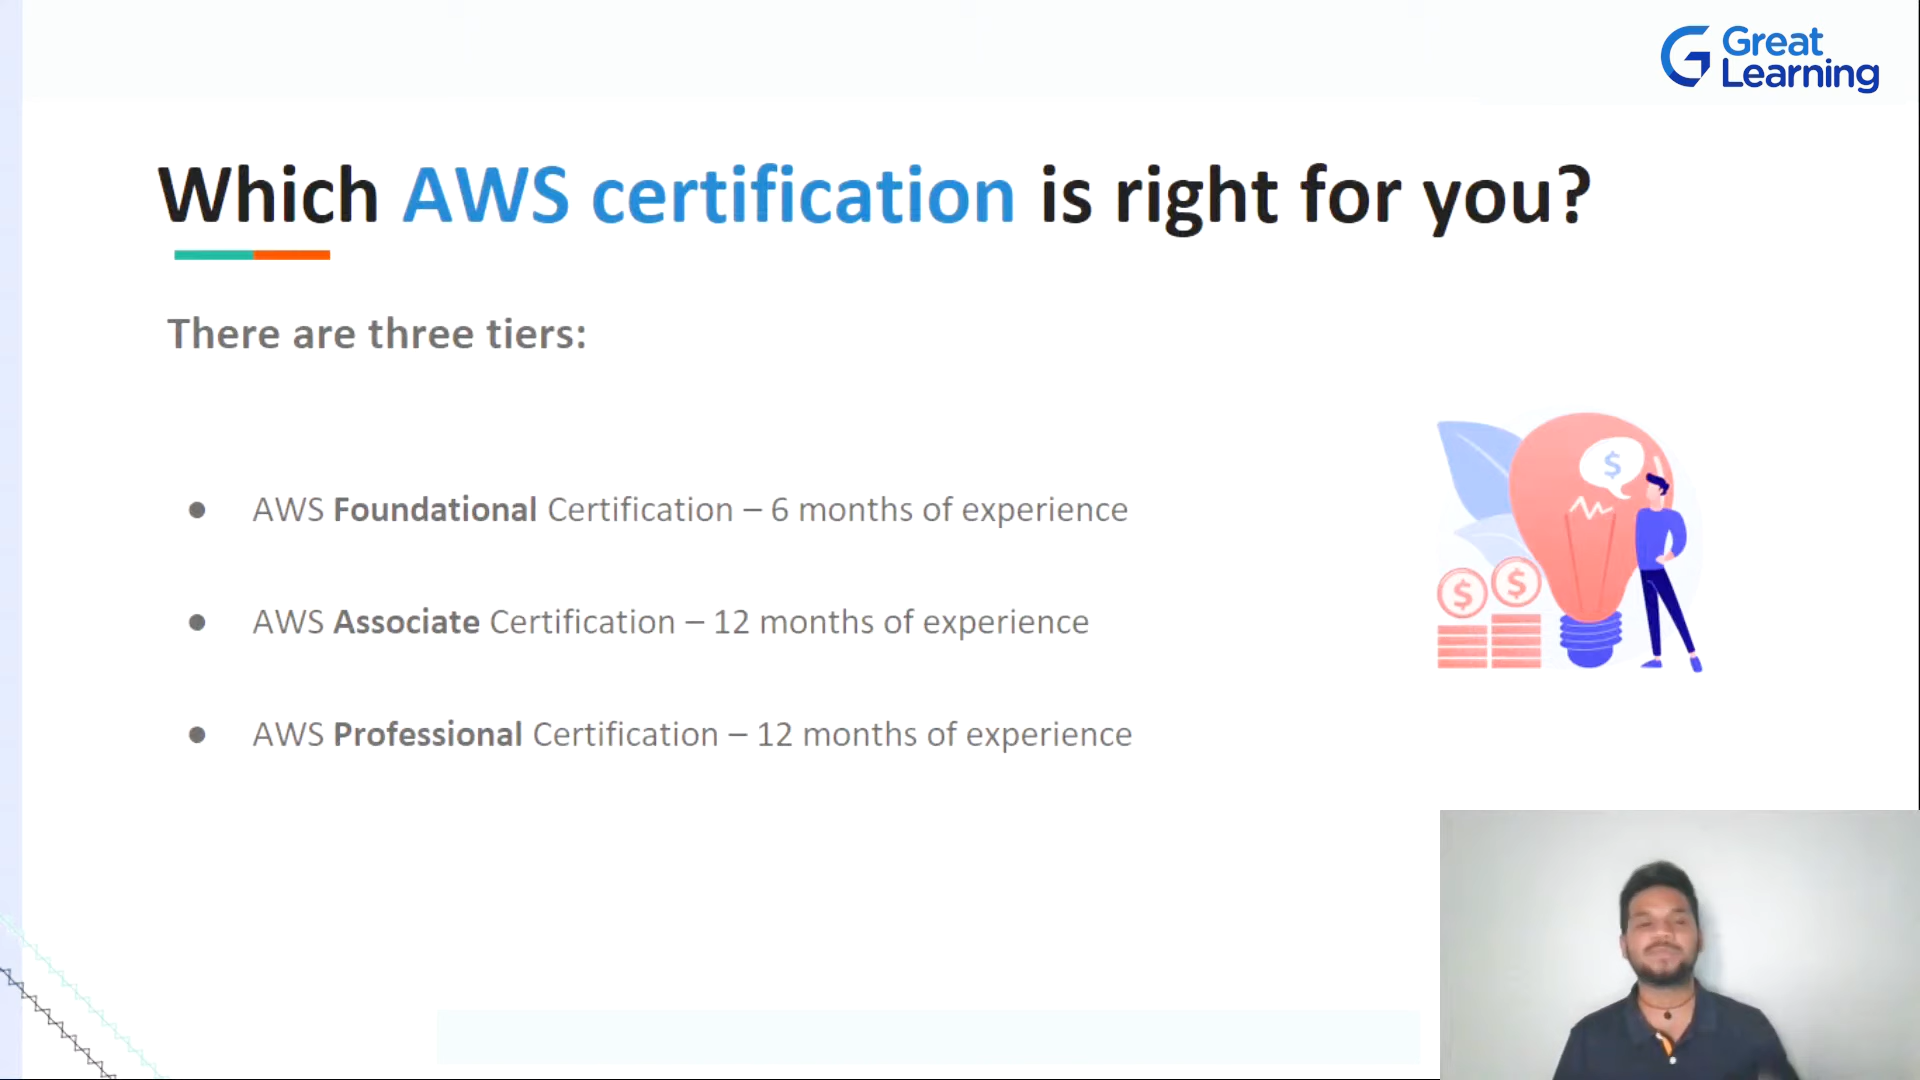 Great
Learning
Which AWS certification is right for you?
There are three tiers:
● AWS Foundational Certification – 6 months of experience
● AWS Associate Certification – 12 months of experience
● AWS Professional Certification – 12 months of experience
$
$ $